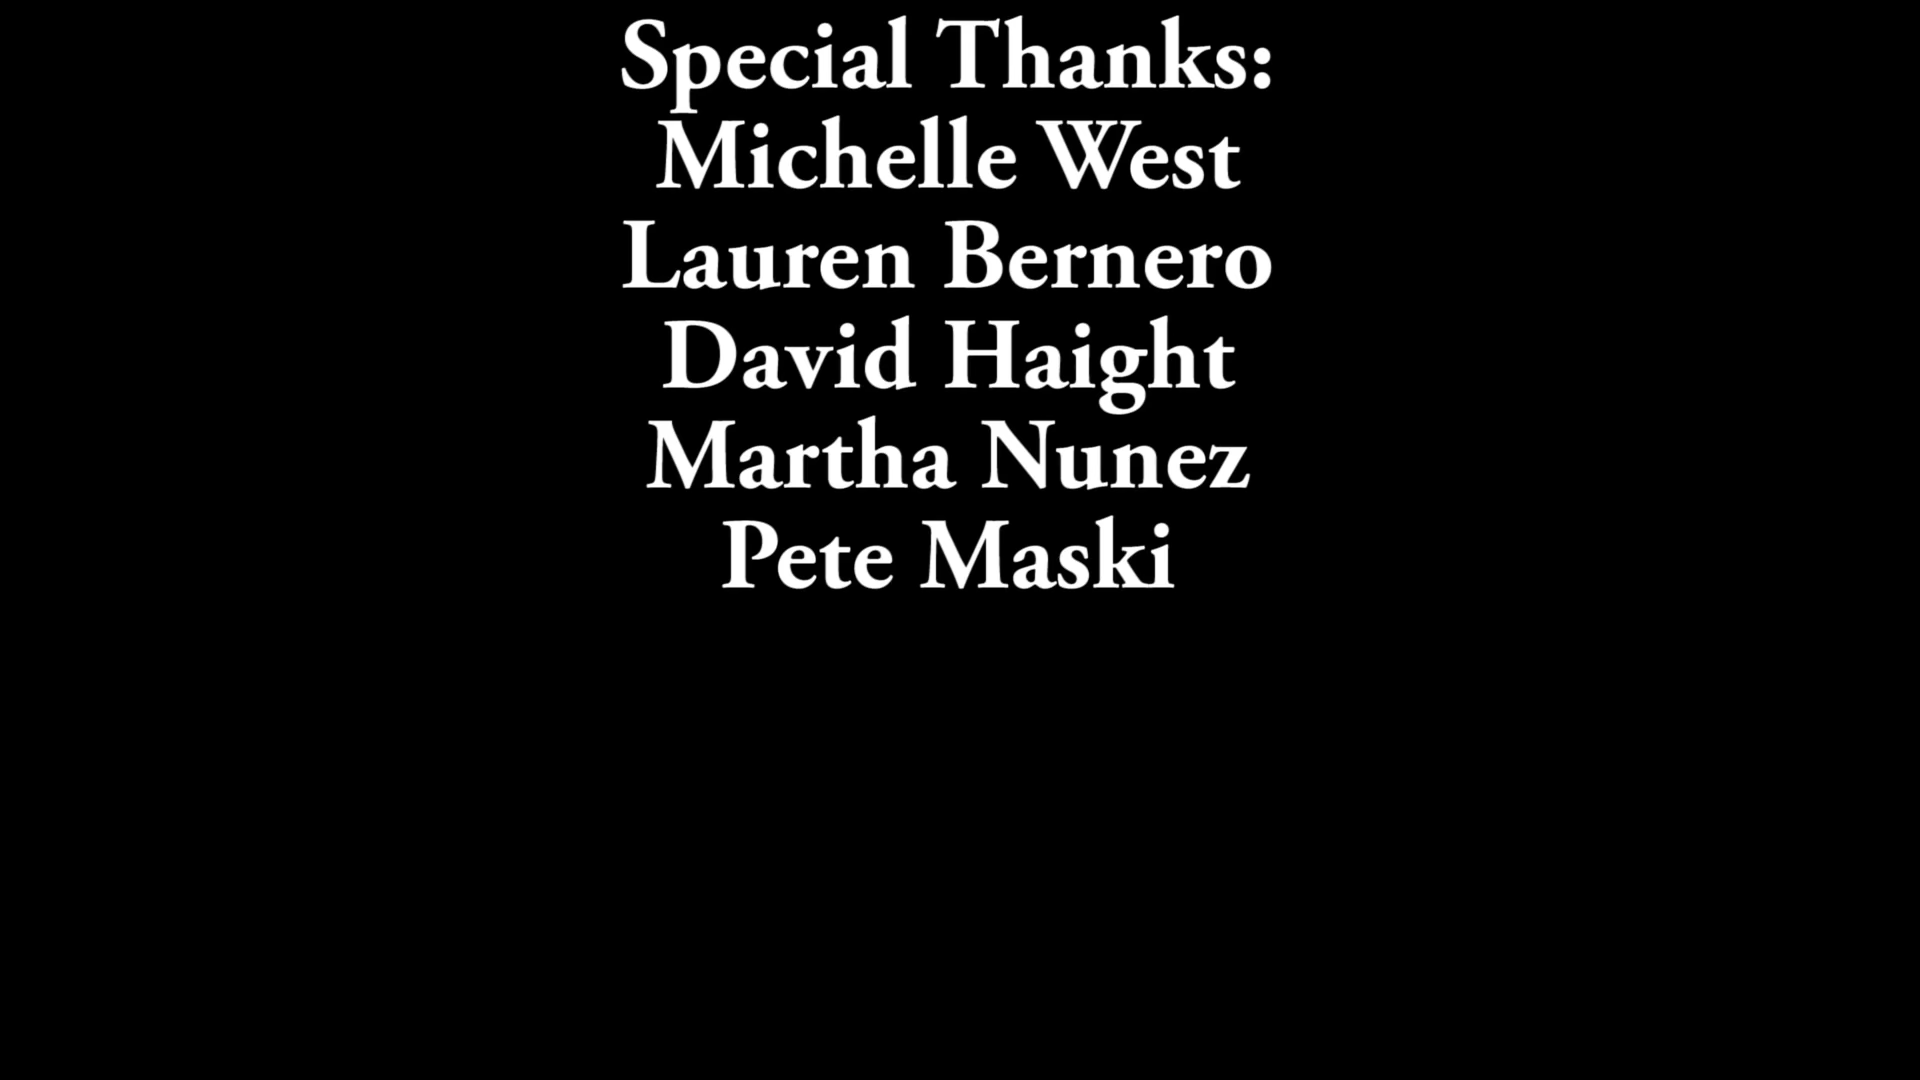 Special Thanks:
Michelle West
Lauren Bernero
David Haight
Martha Nunez
Pete Maski